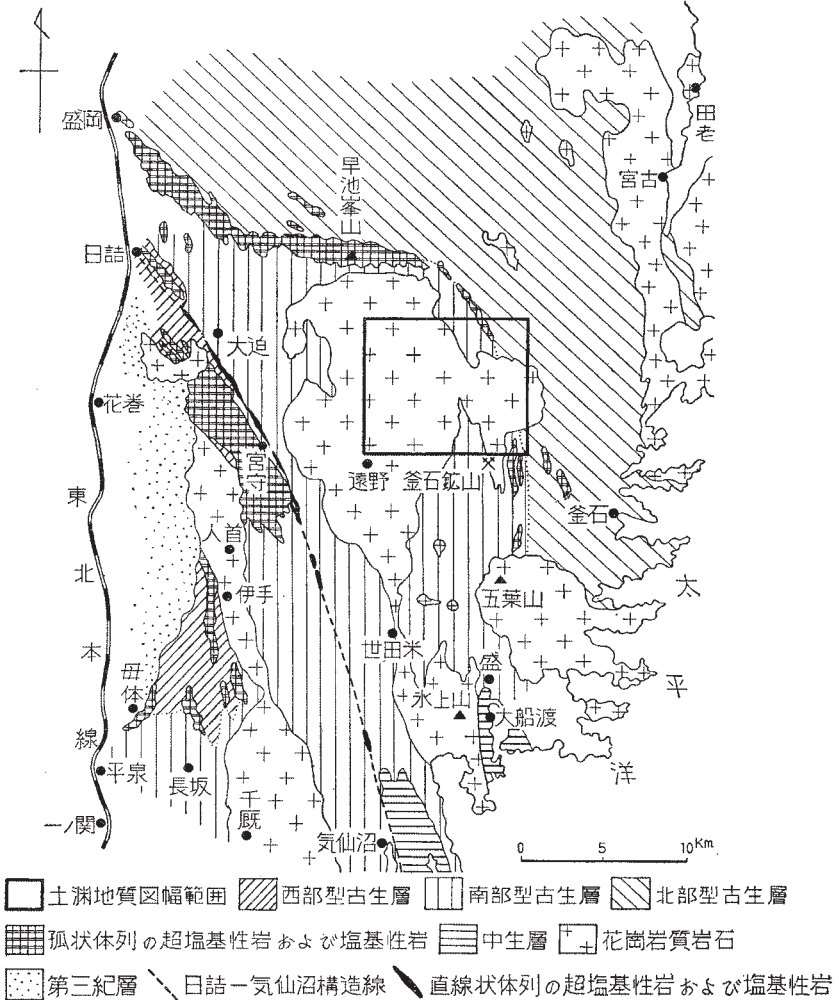 盛岡
早池峯山
田老
宮古
日詰
大迫
花巻
宮守
遠野
釜石鉱山
釜石
人首
伊手
五葉山
世田米
母体
氷上山
盛
大船渡
平泉
長坂
千厩
一ノ関
気仙沼
東北本線
太平洋
0 5 10Km
土淵地質図幅範囲 西部型古生層 南部型古生層 北部型古生層
孤状体列の超塩基性岩および塩基性岩 中生層 花崗岩質岩石
第三紀層 日詰一気仙沼構造線 直線状体列の超塩基性岩および塩基性岩